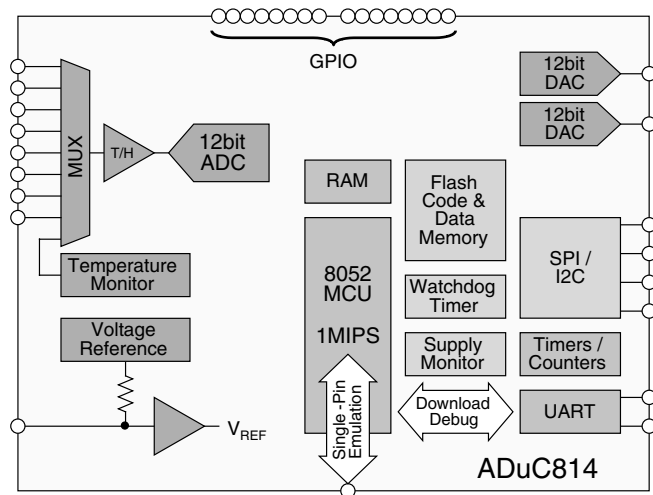 GPIO
12bit
DAC
12bit
DAC
MUX
T/H
12bit
ADC
RAM
Flash
Code &
Data
Memory
8052
MCU
1MIPS
SPI /
I2C
Temperature
Monitor
Watchdog
Timer
Voltage
Reference
Supply
Monitor
Timers /
Counters
Single -Pin
Emulation
Download
Debug
UART
VREF
ADuC814